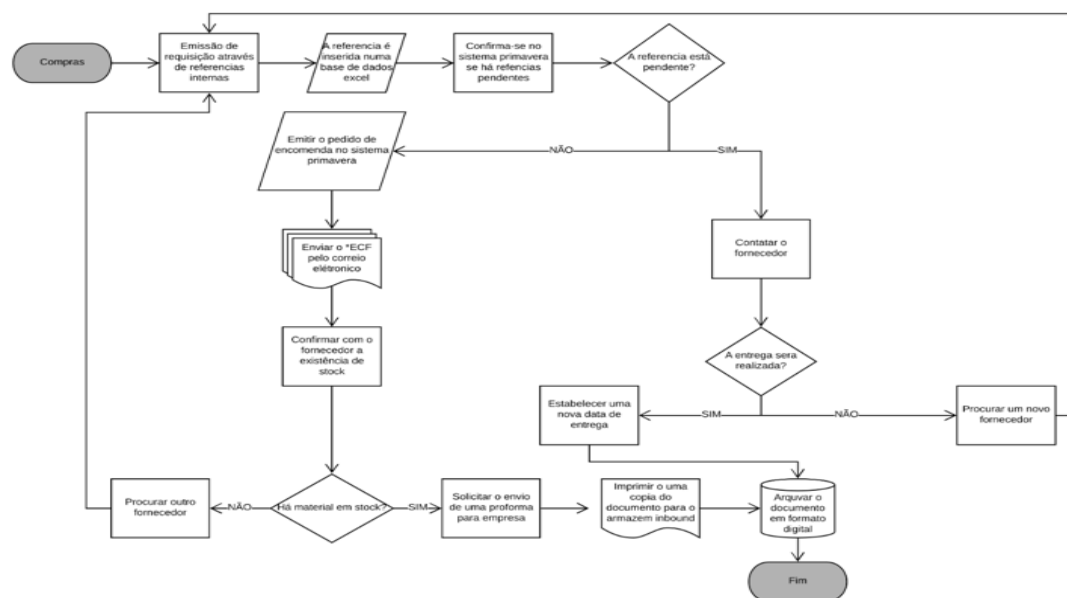 Compras
Emissão de
requisição através
de referencias
internas
A referencia é
inserida numa
base de dados
excel
Confirma-se no
sistema primavera
se há refencias
pendentes
A referencia está
pendente?
Emitir o pedido de
encomenda no sistema
primavera
NÃO
SIM
Enviar o *ECF
pelo correio
elétronico
Contatar o
fornecedor
Confirmar com o
fornecedor a
existência de
stock
A entrega sera
realizada?
Estabelecer uma
nova data de
entrega
SIM
NÃO
Procurar um novo
fornecedor
Procurar outro
fornecedor
NÃO
Há material em stock?
SIM
Solicitar o envio
de uma proforma
para empresa
Imprimir o uma
copia do
documento para o
armazem inbound
Arquvar o
documento
em formato
digital
Fim